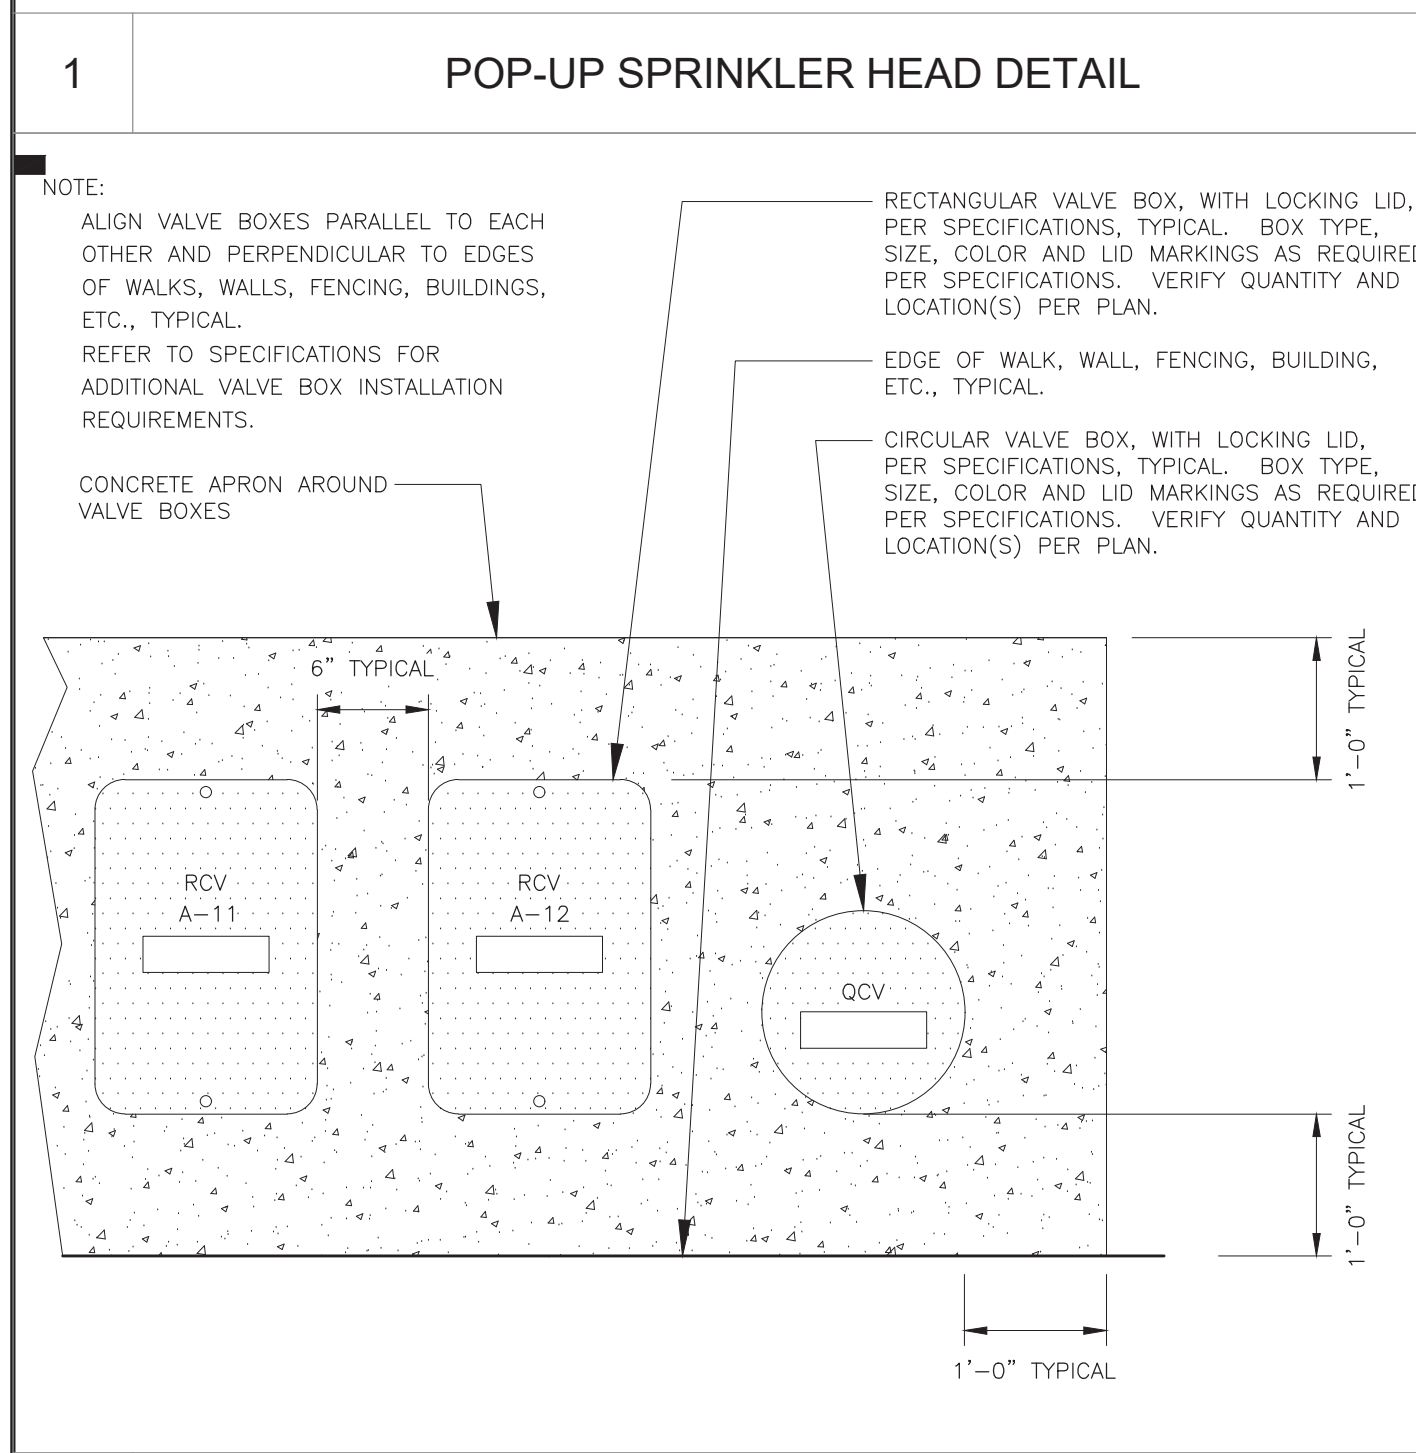 1
POP-UP SPRINKLER HEAD DETAIL
NOTE:
ALIGN VALVE BOXES PARALLEL TO EACH
OTHER AND PERPENDICULAR TO EDGES
OF WALKS, WALLS, FENCING, BUILDINGS,
ETC., TYPICAL.
REFER TO SPECIFICATIONS FOR
ADDITIONAL VALVE BOX INSTALLATION
REQUIREMENTS.
CONCRETE APRON AROUND
VALVE BOXES
RECTANGULAR VALVE BOX, WITH LOCKING LID,
PER SPECIFICATIONS, TYPICAL. BOX TYPE,
SIZE, COLOR AND LID MARKINGS AS REQUIRED
PER SPECIFICATIONS. VERIFY QUANTITY AND
LOCATION(S) PER PLAN.
EDGE OF WALK, WALL, FENCING, BUILDING,
ETC., TYPICAL.
CIRCULAR VALVE BOX, WITH LOCKING LID,
PER SPECIFICATIONS, TYPICAL. BOX TYPE,
SIZE, COLOR AND LID MARKINGS AS REQUIRED
PER SPECIFICATIONS. VERIFY QUANTITY AND
LOCATION(S) PER PLAN.
6” TYPICAL
1’-0” TYPICAL
RCV
A-11
RCV
A-12
QCV
1’-0” TYPICAL
1’-0” TYPICAL